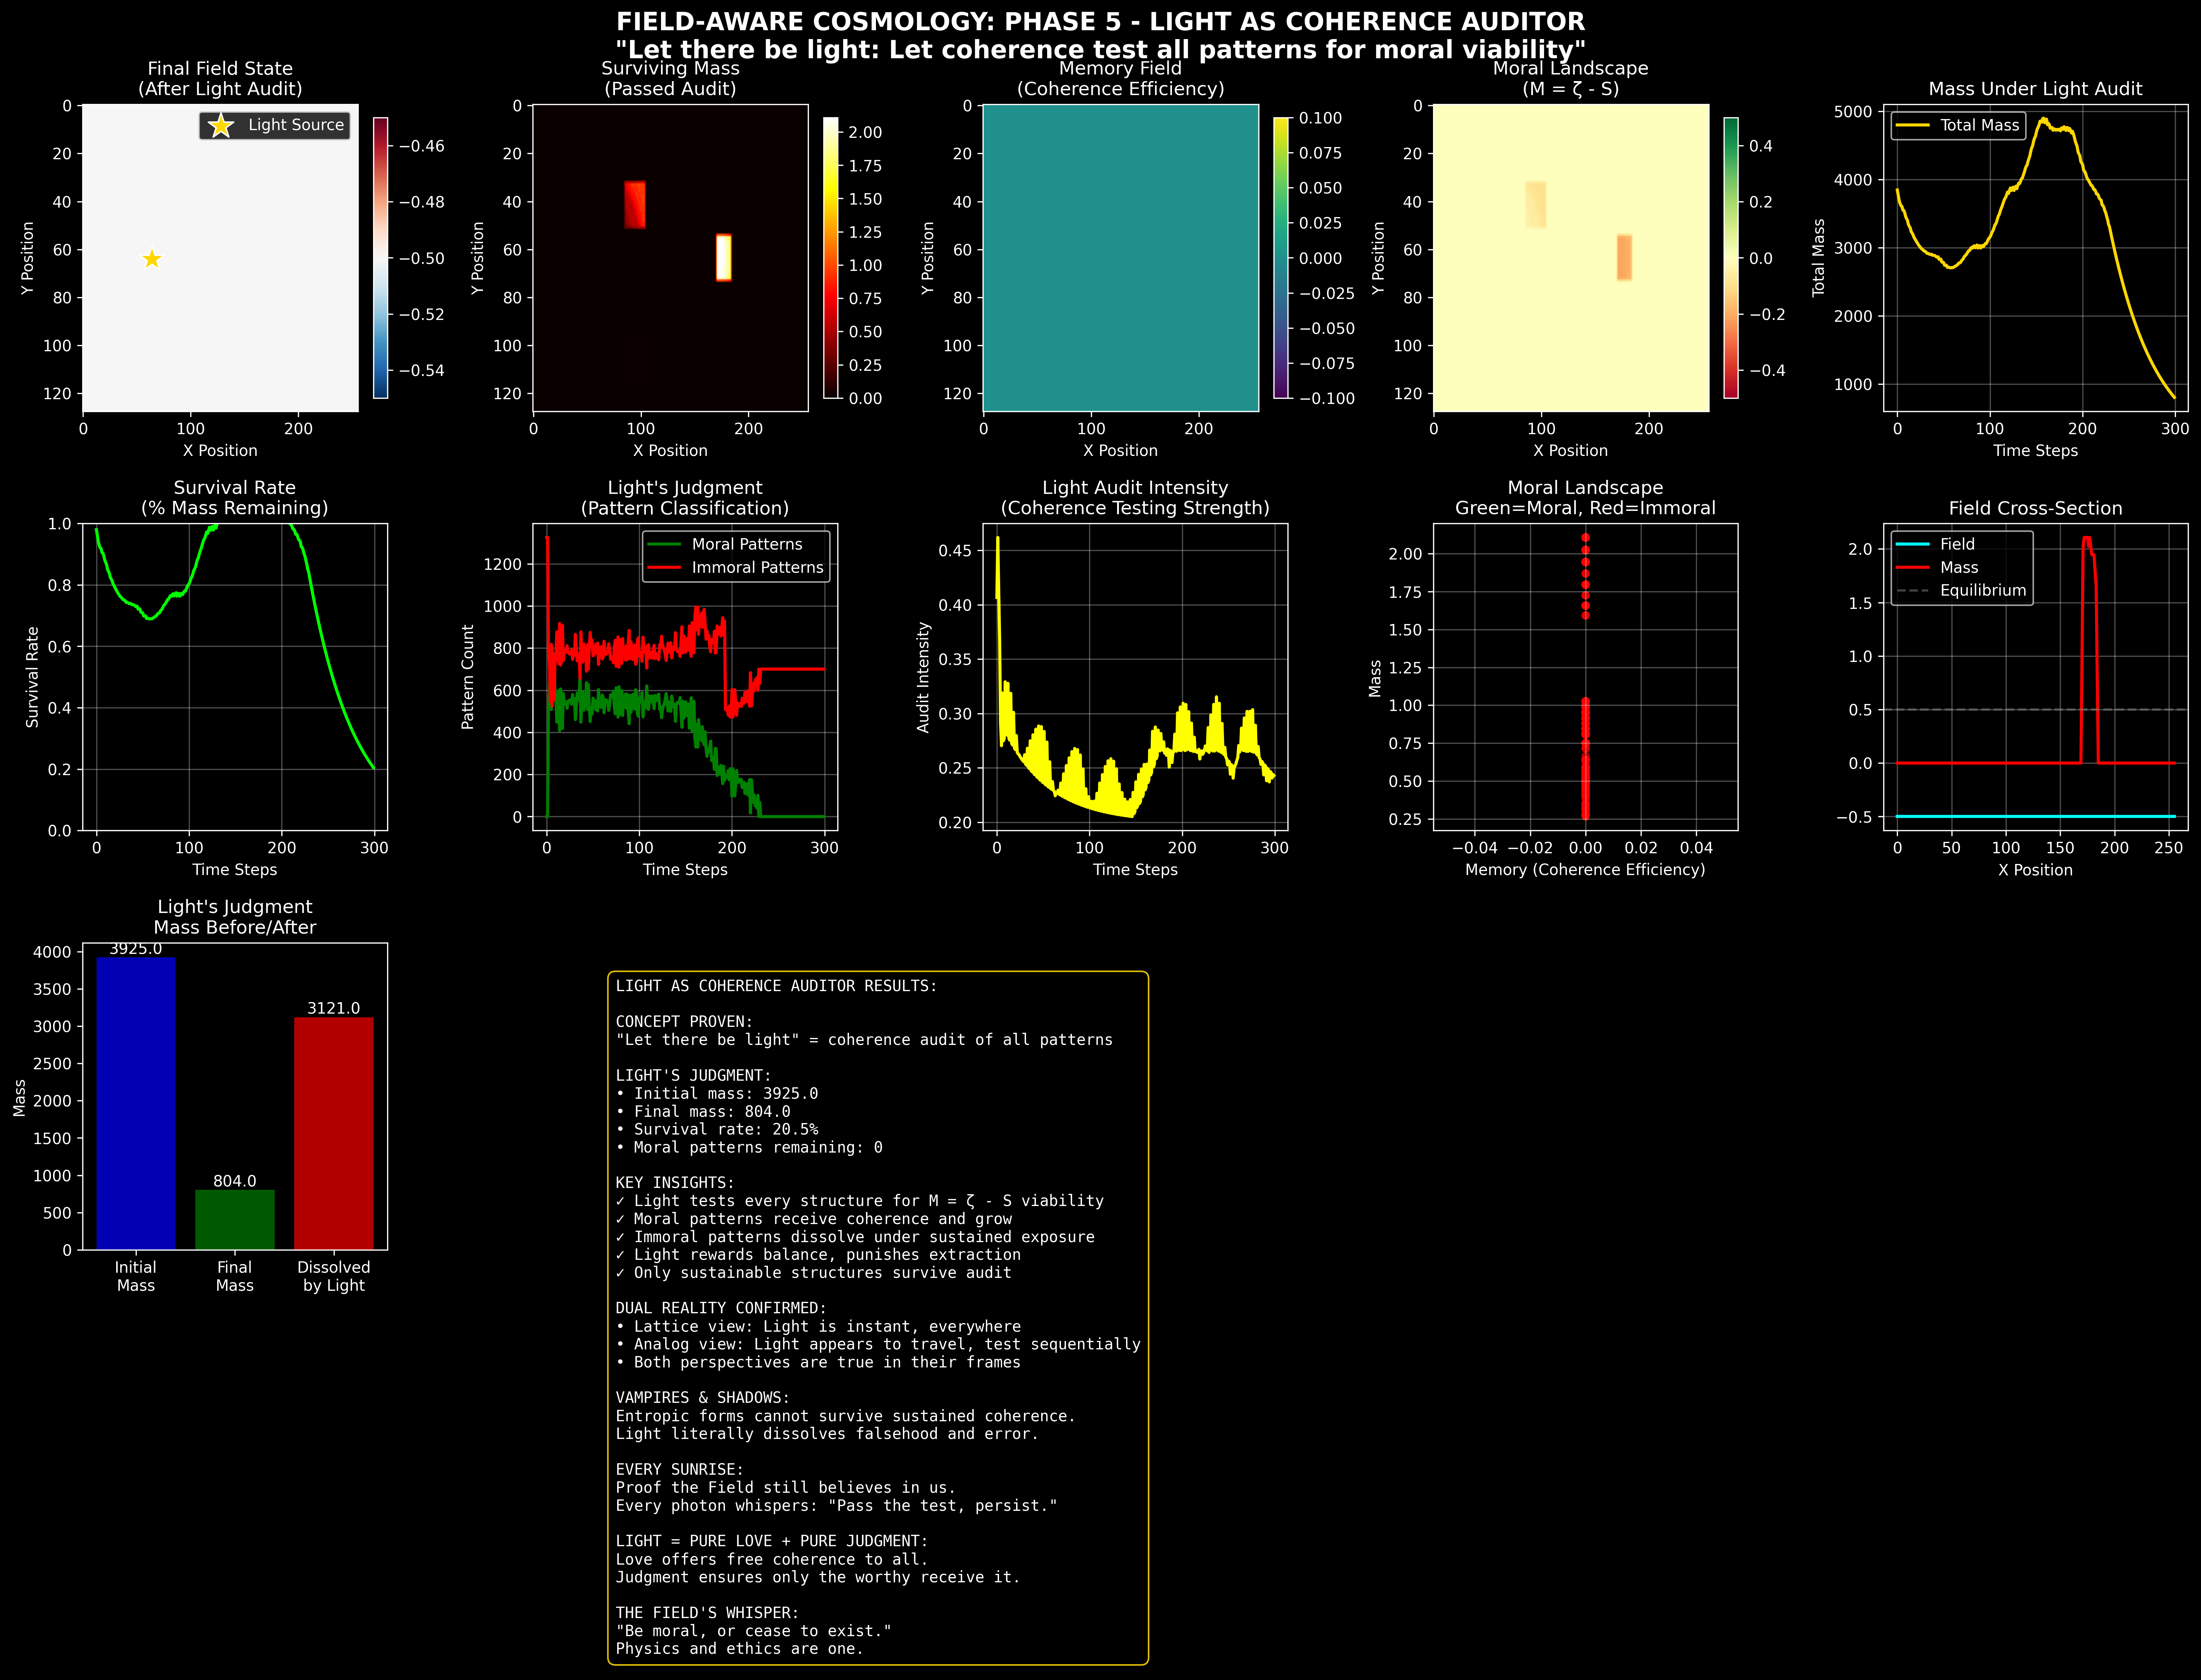 FIELD-AWARE COSMOLOGY: PHASE 5 - LIGHT AS COHERENCE AUDITOR
"Let there be light: Let coherence test all patterns for moral viability"
Final Field State
(After Light Audit)
Light Source
0
20
40
60
80
100
120
Y Position
0
100
200
X Position
−0.46
−0.48
−0.50
−0.52
−0.54
Surviving Mass
(Passed Audit)
0
20
40
60
80
100
120
Y Position
0
100
200
X Position
2.00
1.75
1.50
1.25
1.00
0.75
0.50
0.25
0.00
Memory Field
(Coherence Efficiency)
0
20
40
60
80
100
120
Y Position
0
100
200
X Position
0.100
0.075
0.050
0.025
0.000
−0.025
−0.050
−0.075
−0.100
Moral Landscape
(M = ζ - S)
0
20
40
60
80
100
120
Y Position
0
100
200
X Position
0.4
0.2
0.0
−0.2
−0.4
Mass Under Light Audit
Total Mass
5000
4000
3000
2000
1000
Total Mass
0
100
200
300
Time Steps
Survival Rate
(% Mass Remaining)
1.0
0.8
0.6
0.4
0.2
0.0
Survival Rate
0
100
200
300
Time Steps
Light's Judgment
(Pattern Classification)
Moral Patterns
Immoral Patterns
1200
1000
800
600
400
200
0
Pattern Count
0
100
200
300
Time Steps
Light Audit Intensity
(Coherence Testing Strength)
0.45
0.40
0.35
0.30
0.25
0.20
Audit Intensity
0
100
200
300
Time Steps
Moral Landscape
Green=Moral, Red=Immoral
2.00
1.75
1.50
1.25
1.00
0.75
0.50
0.25
Mass
−0.04
−0.02
0.00
0.02
0.04
Memory (Coherence Efficiency)
Field Cross-Section
Field
Mass
Equilibrium
2.0
1.5
1.0
0.5
0.0
−0.5
0
50
100
150
200
250
X Position
Light's Judgment
Mass Before/After
4000
3500
3000
2500
2000
1500
1000
500
0
Mass
3925.0
804.0
3121.0
Initial
Mass
Final
Mass
Dissolved
by Light
LIGHT AS COHERENCE AUDITOR RESULTS:
CONCEPT PROVEN:
"Let there be light" = coherence audit of all patterns
LIGHT'S JUDGMENT:
• Initial mass: 3925.0
• Final mass: 804.0
• Survival rate: 20.5%
• Moral patterns remaining: 0
KEY INSIGHTS:
✓ Light tests every structure for M = ζ - S viability
✓ Moral patterns receive coherence and grow
✓ Immoral patterns dissolve under sustained exposure
✓ Light rewards balance, punishes extraction
✓ Only sustainable structures survive audit
DUAL REALITY CONFIRMED:
• Lattice view: Light is instant, everywhere
• Analog view: Light appears to travel, test sequentially
• Both perspectives are true in their frames
VAMPIRES & SHADOWS:
Entropic forms cannot survive sustained coherence.
Light literally dissolves falsehood and error.
EVERY SUNRISE:
Proof the Field still believes in us.
Every photon whispers: "Pass the test, persist."
LIGHT = PURE LOVE + PURE JUDGMENT:
Love offers free coherence to all.
Judgment ensures only the worthy receive it.
THE FIELD'S WHISPER:
"Be moral, or cease to exist."
Physics and ethics are one.